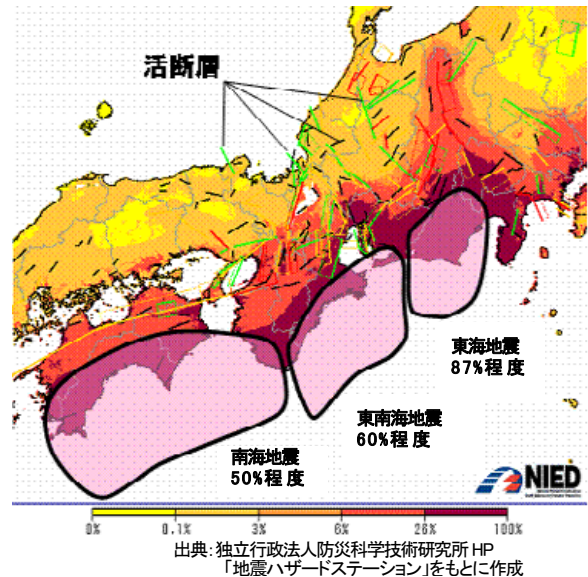 活断層
東海地震
87%程度
東南海地震
60%程度
南海地震
50%程度
NIED
0% 0.1% 3% 6% 26% 100%
出典:独立行政法人防災科学技術研究所HP
「地震ハザードステーション」をもとに作成